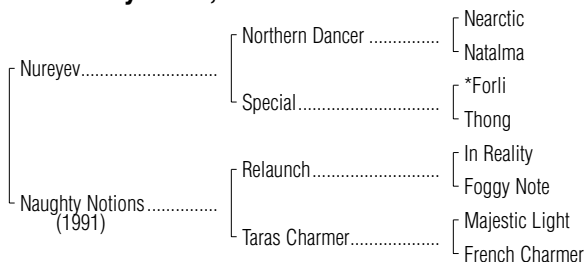 Nearctic
Northern Dancer ................
Natalma
Nureyev..............................
*Forli
Special................................
Thong
In Reality
Relaunch............................
Foggy Note
Naughty Notions ...............
(1991)
Majestic Light
Taras Charmer....................
French Charmer